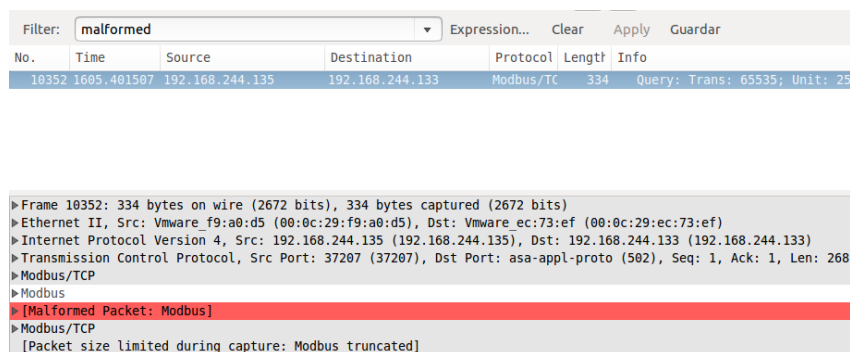 Filter: malformed Expression... Clear Apply Guardar
No. Time Source Destination Protocol Length Info
10352 1605.401507 192.168.244.135 192.168.244.133 Modbus/TC 334 Query: Trans: 65535; Unit: 25
Frame 10352: 334 bytes on wire (2672 bits), 334 bytes captured (2672 bits)
Ethernet II, Src: Vmware_f9:a0:d5 (00:0c:29:f9:a0:d5), Dst: Vmware_ec:73:ef (00:0c:29:ec:73:ef)
Internet Protocol Version 4, Src: 192.168.244.135 (192.168.244.135), Dst: 192.168.244.133 (192.168.244.133)
Transmission Control Protocol, Src Port: 37207 (37207), Dst Port: asa-appl-proto (502), Seq: 1, Ack: 1, Len: 268
Modbus/TCP
Modbus
[Malformed Packet: Modbus]
Modbus/TCP
[Packet size limited during capture: Modbus truncated]